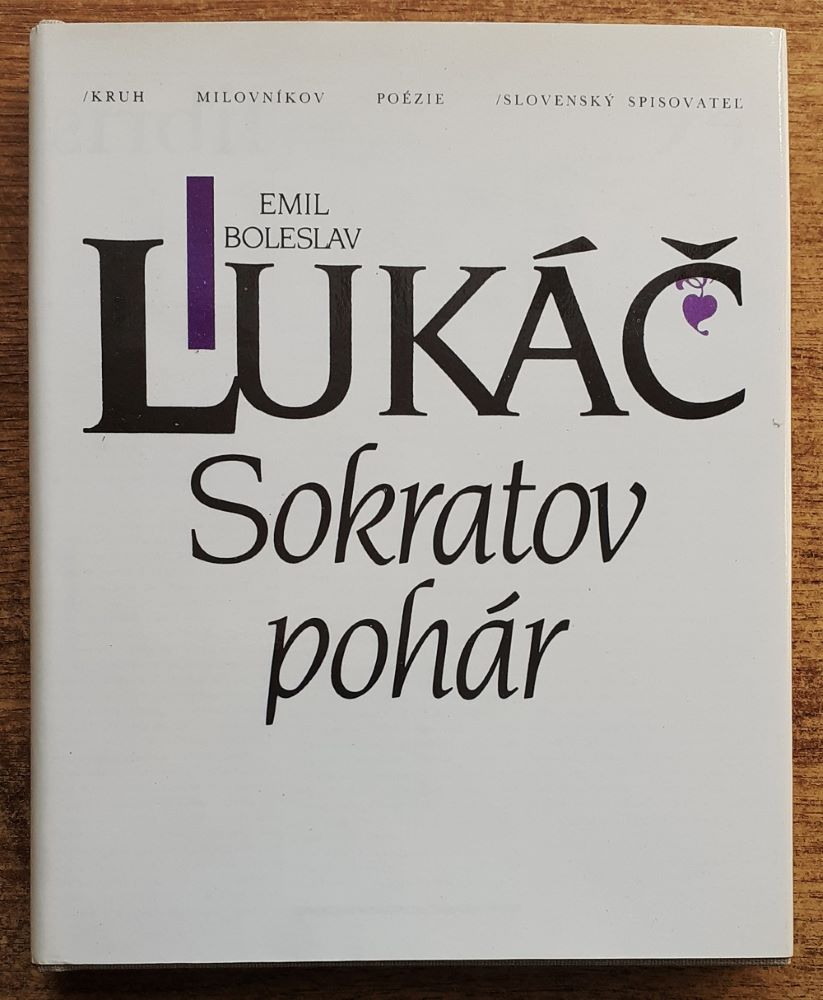 /KRUH MILOVNÍKOV POÉZIE /SLOVENSKÝ SPISOVATEĽ
EMIL
BOLESLAV
LUKÁČ
Sokratov
pohár